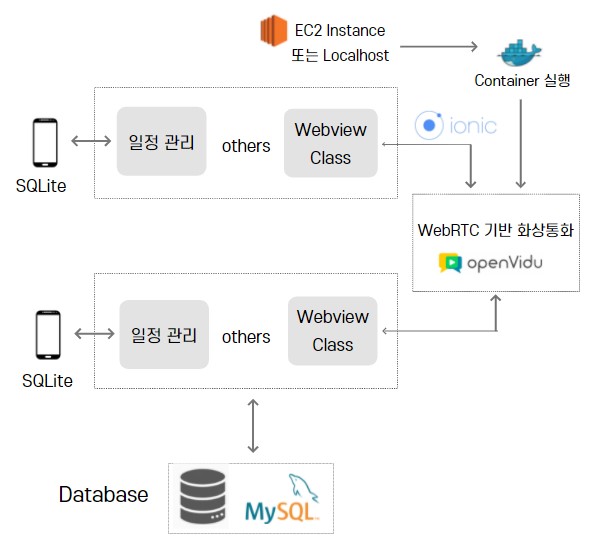 EC2 Instance
또는 Localhost
Container 실행
ionic
일정 관리
others
Webview
Class
SQLite
WebRTC 기반 화상통화
openVidu
일정 관리
others
Webview
Class
SQLite
Database
MySQL